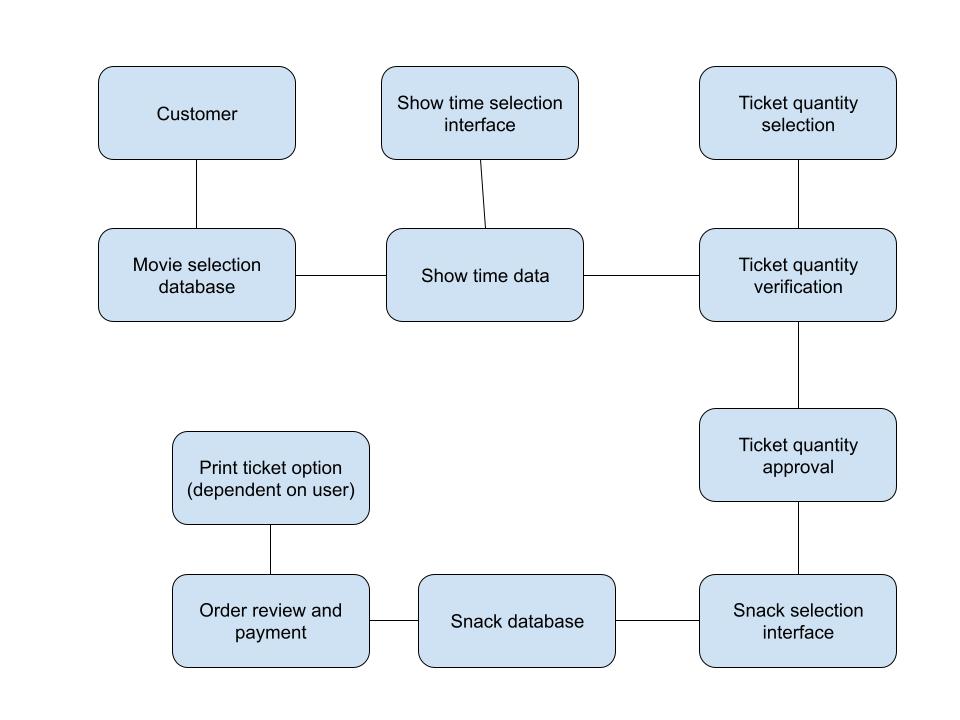 Customer
Show time selection
interface
Ticket quantity
selection
Movie selection
database
Show time data
Ticket quantity
verification
Ticket quantity
approval
Print ticket option
(dependent on user)
Order review and
payment
Snack database
Snack selection
interface